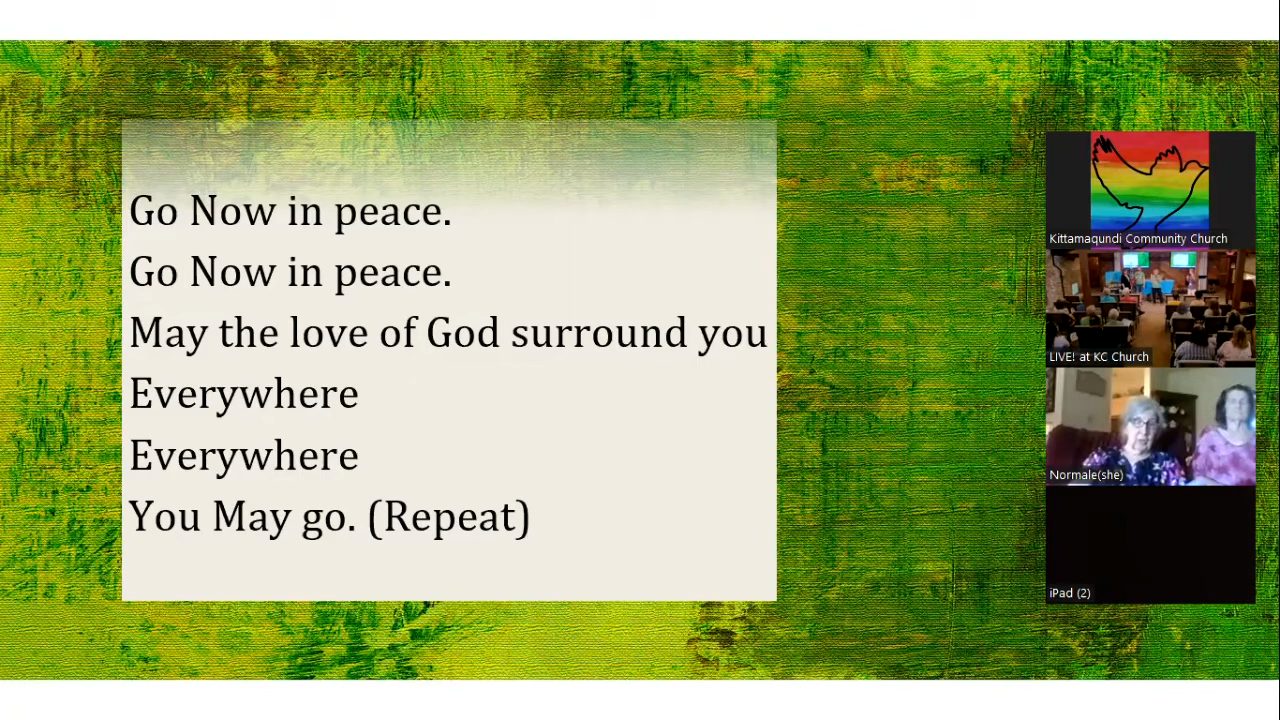 Go Now in peace.
Go Now in peace.
May the love of God surround you
Everywhere
Everywhere
You May go. (Repeat)
Kittamaqundi Community Church
LIVE! at KC Church
Normale(she)
iPad (2)